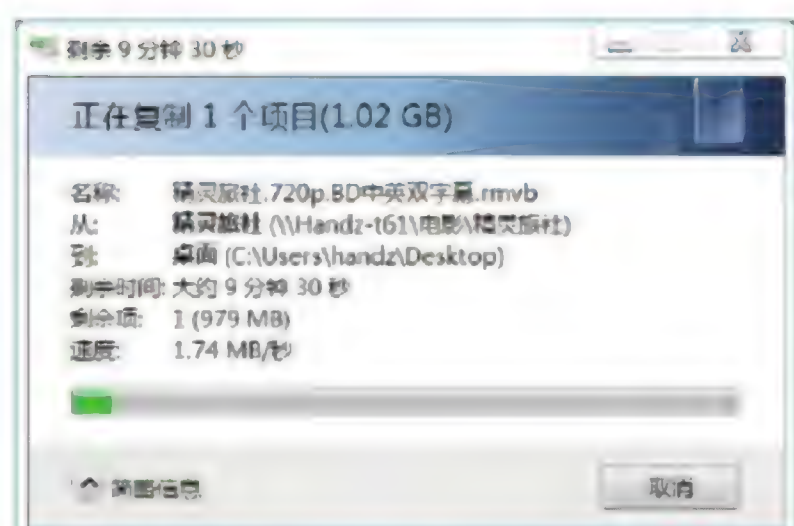 剩余 9 分钟 30 秒
正在复制 1 个项目(1.02 GB)
名称: 精灵旅社.720p.BD中英双字幕.rmvb
从: 精灵旅社 (\\Handz-t61\电影\精灵旅社)
到: 桌面 (C:\Users\handz\Desktop)
剩余时间: 大约 9 分钟 30 秒
剩余项: 1 (979 MB)
速度: 1.74 MB/秒
简略信息
取消